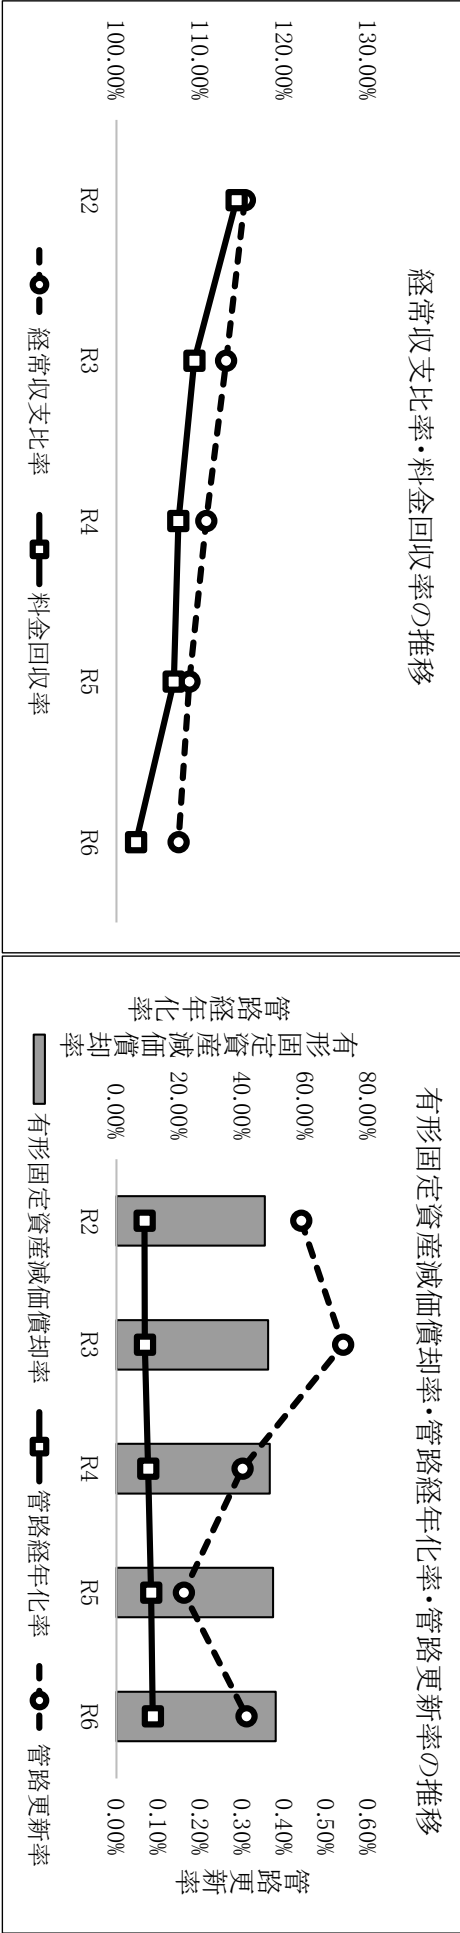 経常収支比率・料金回収率の推移
130.00%
120.00%
110.00%
100.00%
R2 R3 R4 R5 R6
経常収支比率 料金回収率
有形固定資産減価償却率・管路経年化率・管路更新率の推移
有形固定資産減価償却率
管路経年化率
80.00%
60.00%
40.00%
20.00%
0.00%
0.60%
0.50%
0.40%
0.30%
0.20%
0.10%
0.00%
管路更新率
R2 R3 R4 R5 R6
有形固定資産減価償却率 管路経年化率 管路更新率